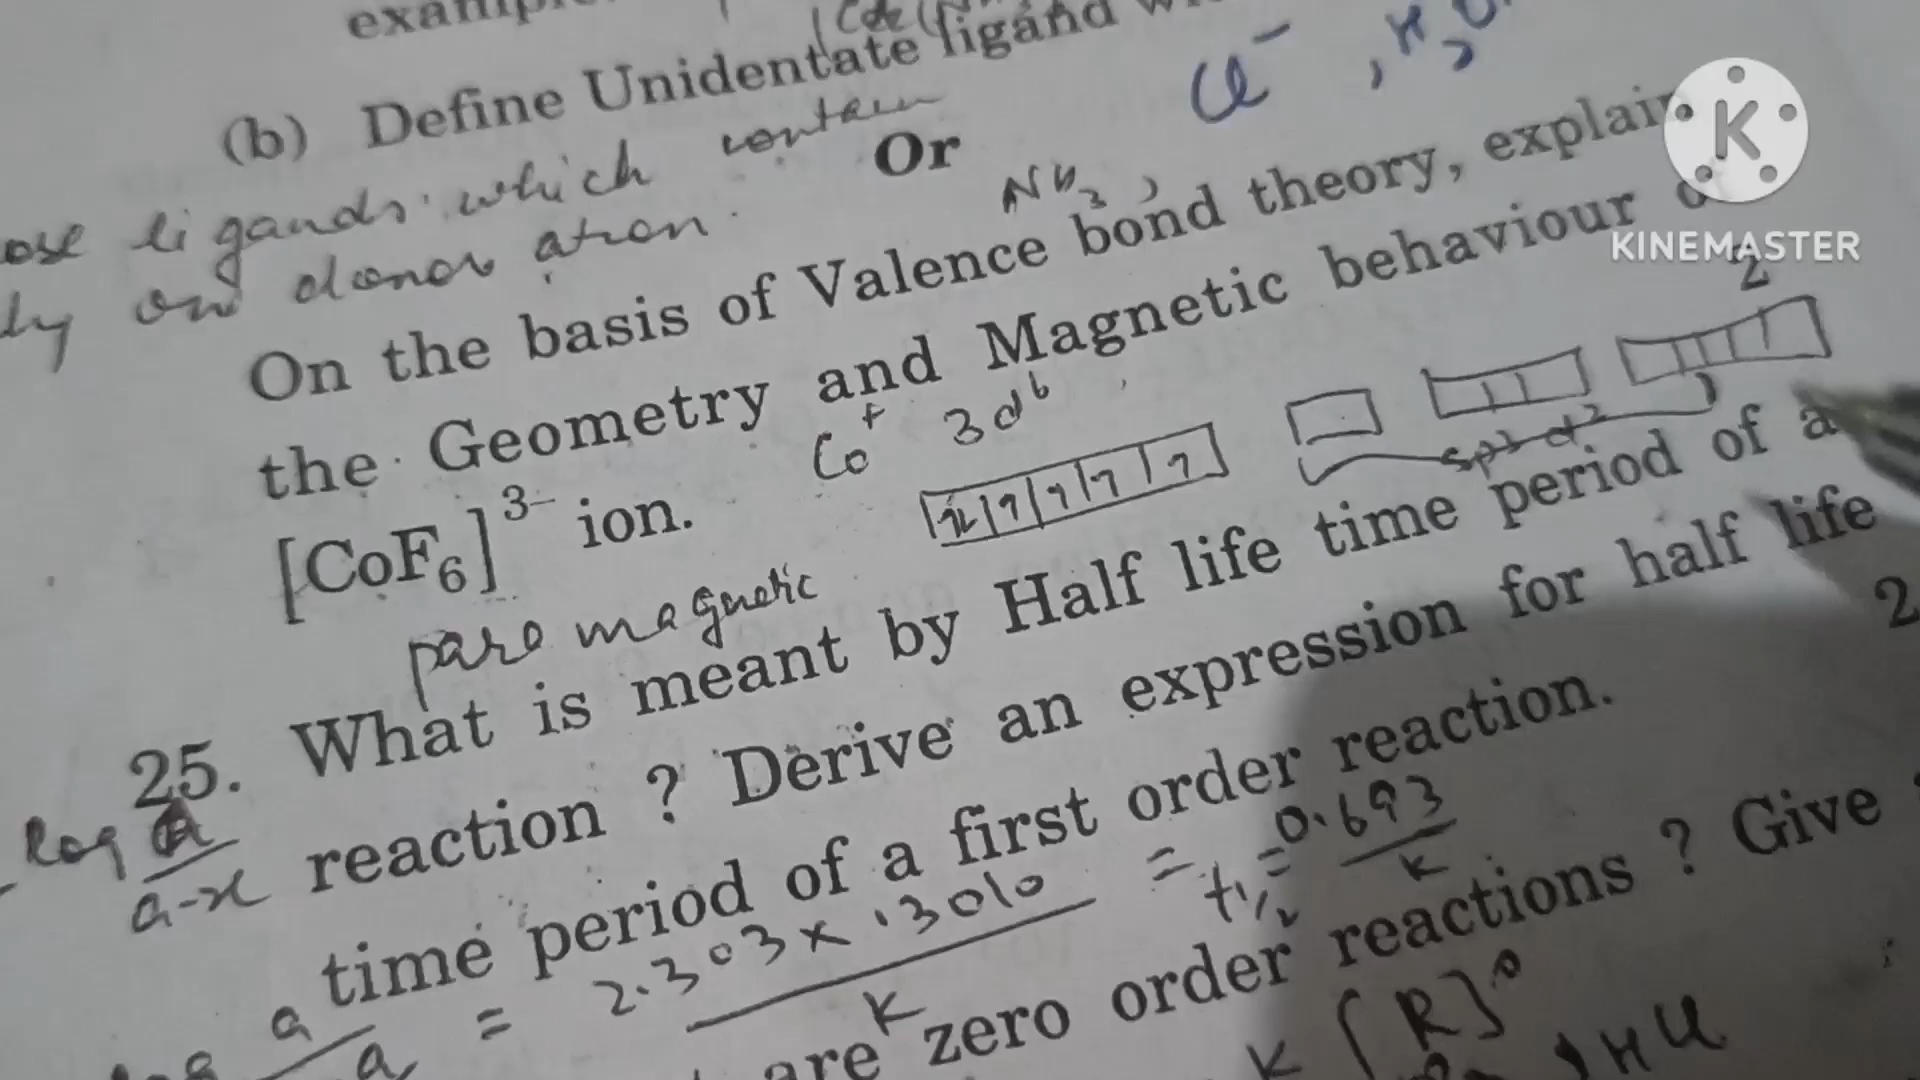 example.
(b) Define Unidentate ligand
Cl⁻ , H₂O
ligands which contain
Or
only one donor atom.
NH₃ ,
On the basis of Valence bond theory, explain
the Geometry and Magnetic behaviour
KINEMASTER
2
[CoF₆]³⁻ ion.
Co⁺ 3d⁶
sp³d²
para magnetic
25. What is meant by Half life time period of a
reaction ? Derive an expression for half life
2
time period of a first order reaction.
log a/a-x
= 2.303 × .3010 / K = t½ = 0.693 / K
are zero order reactions ? Give
K [R]⁰